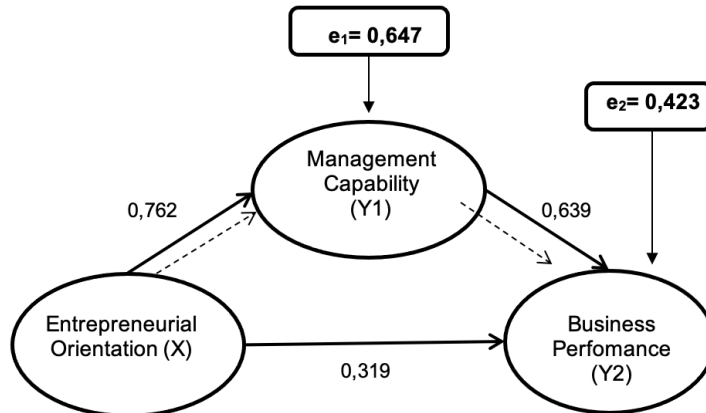 e₁= 0,647
e₂= 0,423
Management
Capability
(Y1)
0,762
0,639
Entrepreneurial
Orientation (X)
Business
Perfomance
(Y2)
0,319